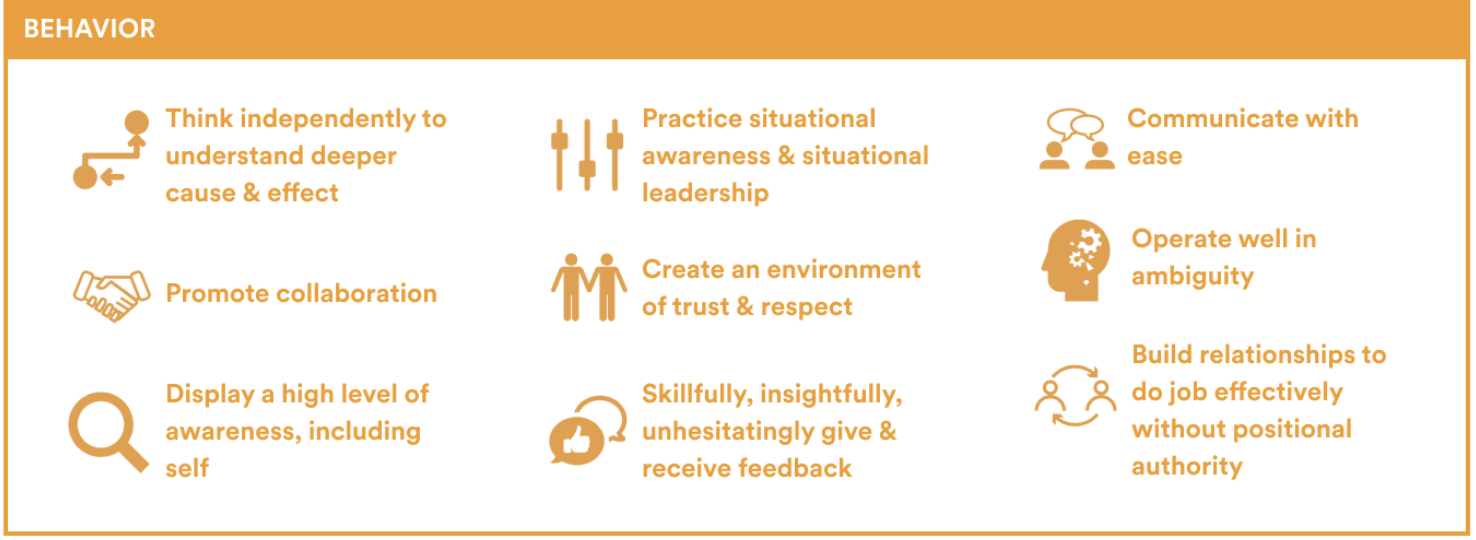 BEHAVIOR
Think independently to
understand deeper
cause & effect
Promote collaboration
Display a high level of
awareness, including
self
Practice situational
awareness & situational
leadership
Create an environment
of trust & respect
Skillfully, insightfully,
unhesitatingly give &
receive feedback
Communicate with
ease
Operate well in
ambiguity
Build relationships to
do job effectively
without positional
authority